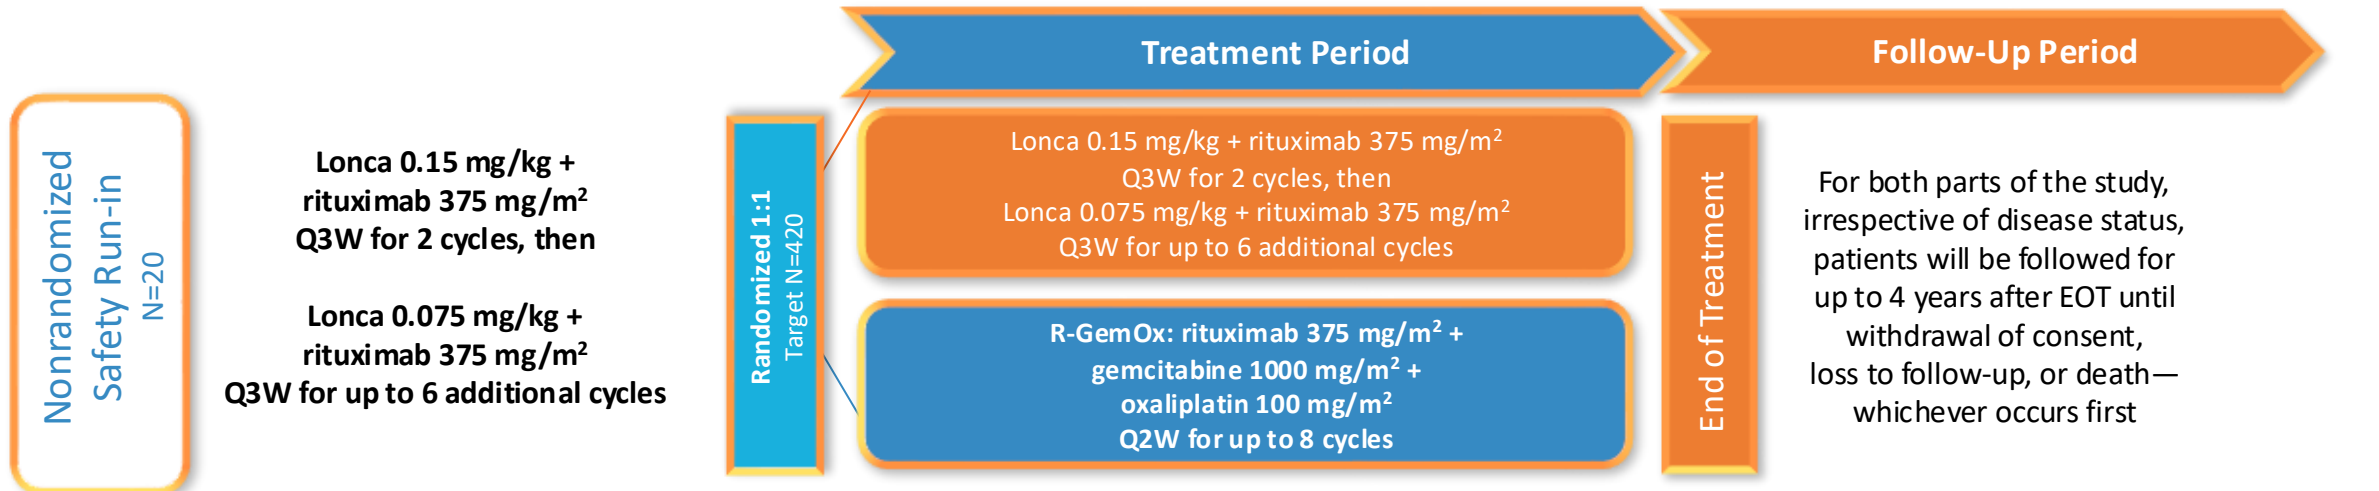 Treatment Period
Follow-Up Period
Nonrandomized
Safety Run-in
N=20
Lonca 0.15 mg/kg +
rituximab 375 mg/m²
Q3W for 2 cycles, then
Lonca 0.075 mg/kg +
rituximab 375 mg/m²
Q3W for up to 6 additional cycles
Randomized 1:1
Target N=420
Lonca 0.15 mg/kg + rituximab 375 mg/m²
Q3W for 2 cycles, then
Lonca 0.075 mg/kg + rituximab 375 mg/m²
Q3W for up to 6 additional cycles
R-GemOx: rituximab 375 mg/m² +
gemcitabine 1000 mg/m² +
oxaliplatin 100 mg/m²
Q2W for up to 8 cycles
End of Treatment
For both parts of the study,
irrespective of disease status,
patients will be followed for
up to 4 years after EOT until
withdrawal of consent,
loss to follow-up, or death—
whichever occurs first